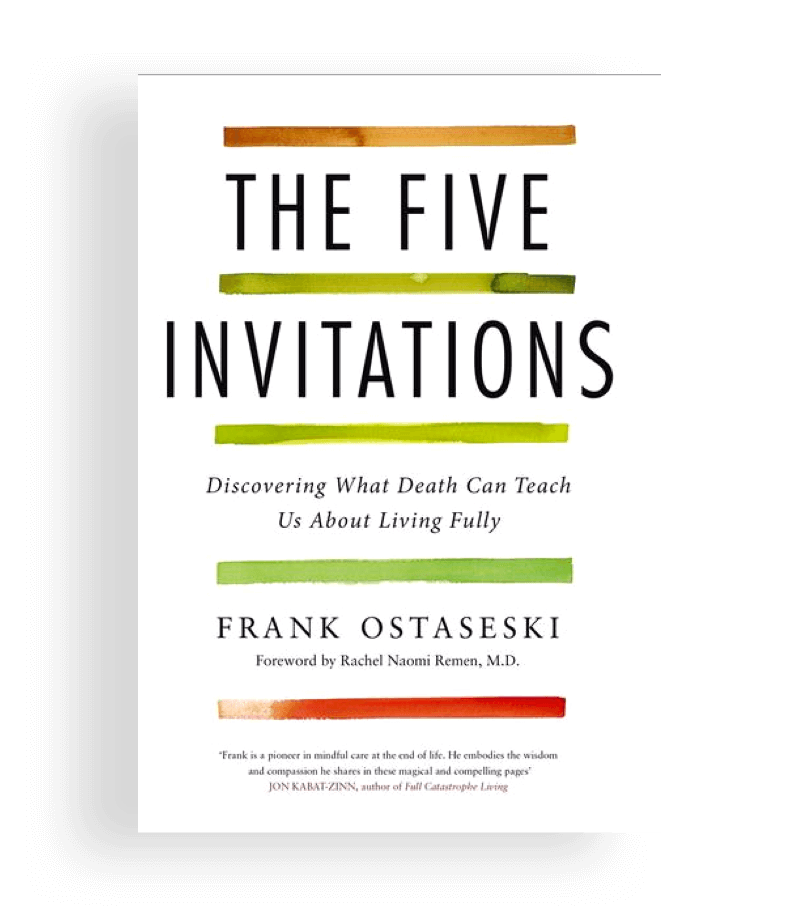 THE FIVE
INVITATIONS
Discovering What Death Can Teach
Us About Living Fully
FRANK OSTASESKI
Foreword by Rachel Naomi Remen, M.D.
‘Frank is a pioneer in mindful care at the end of life. He embodies the wisdom
and compassion he shares in these magical and compelling pages’
JON KABAT-ZINN, author of Full Catastrophe Living